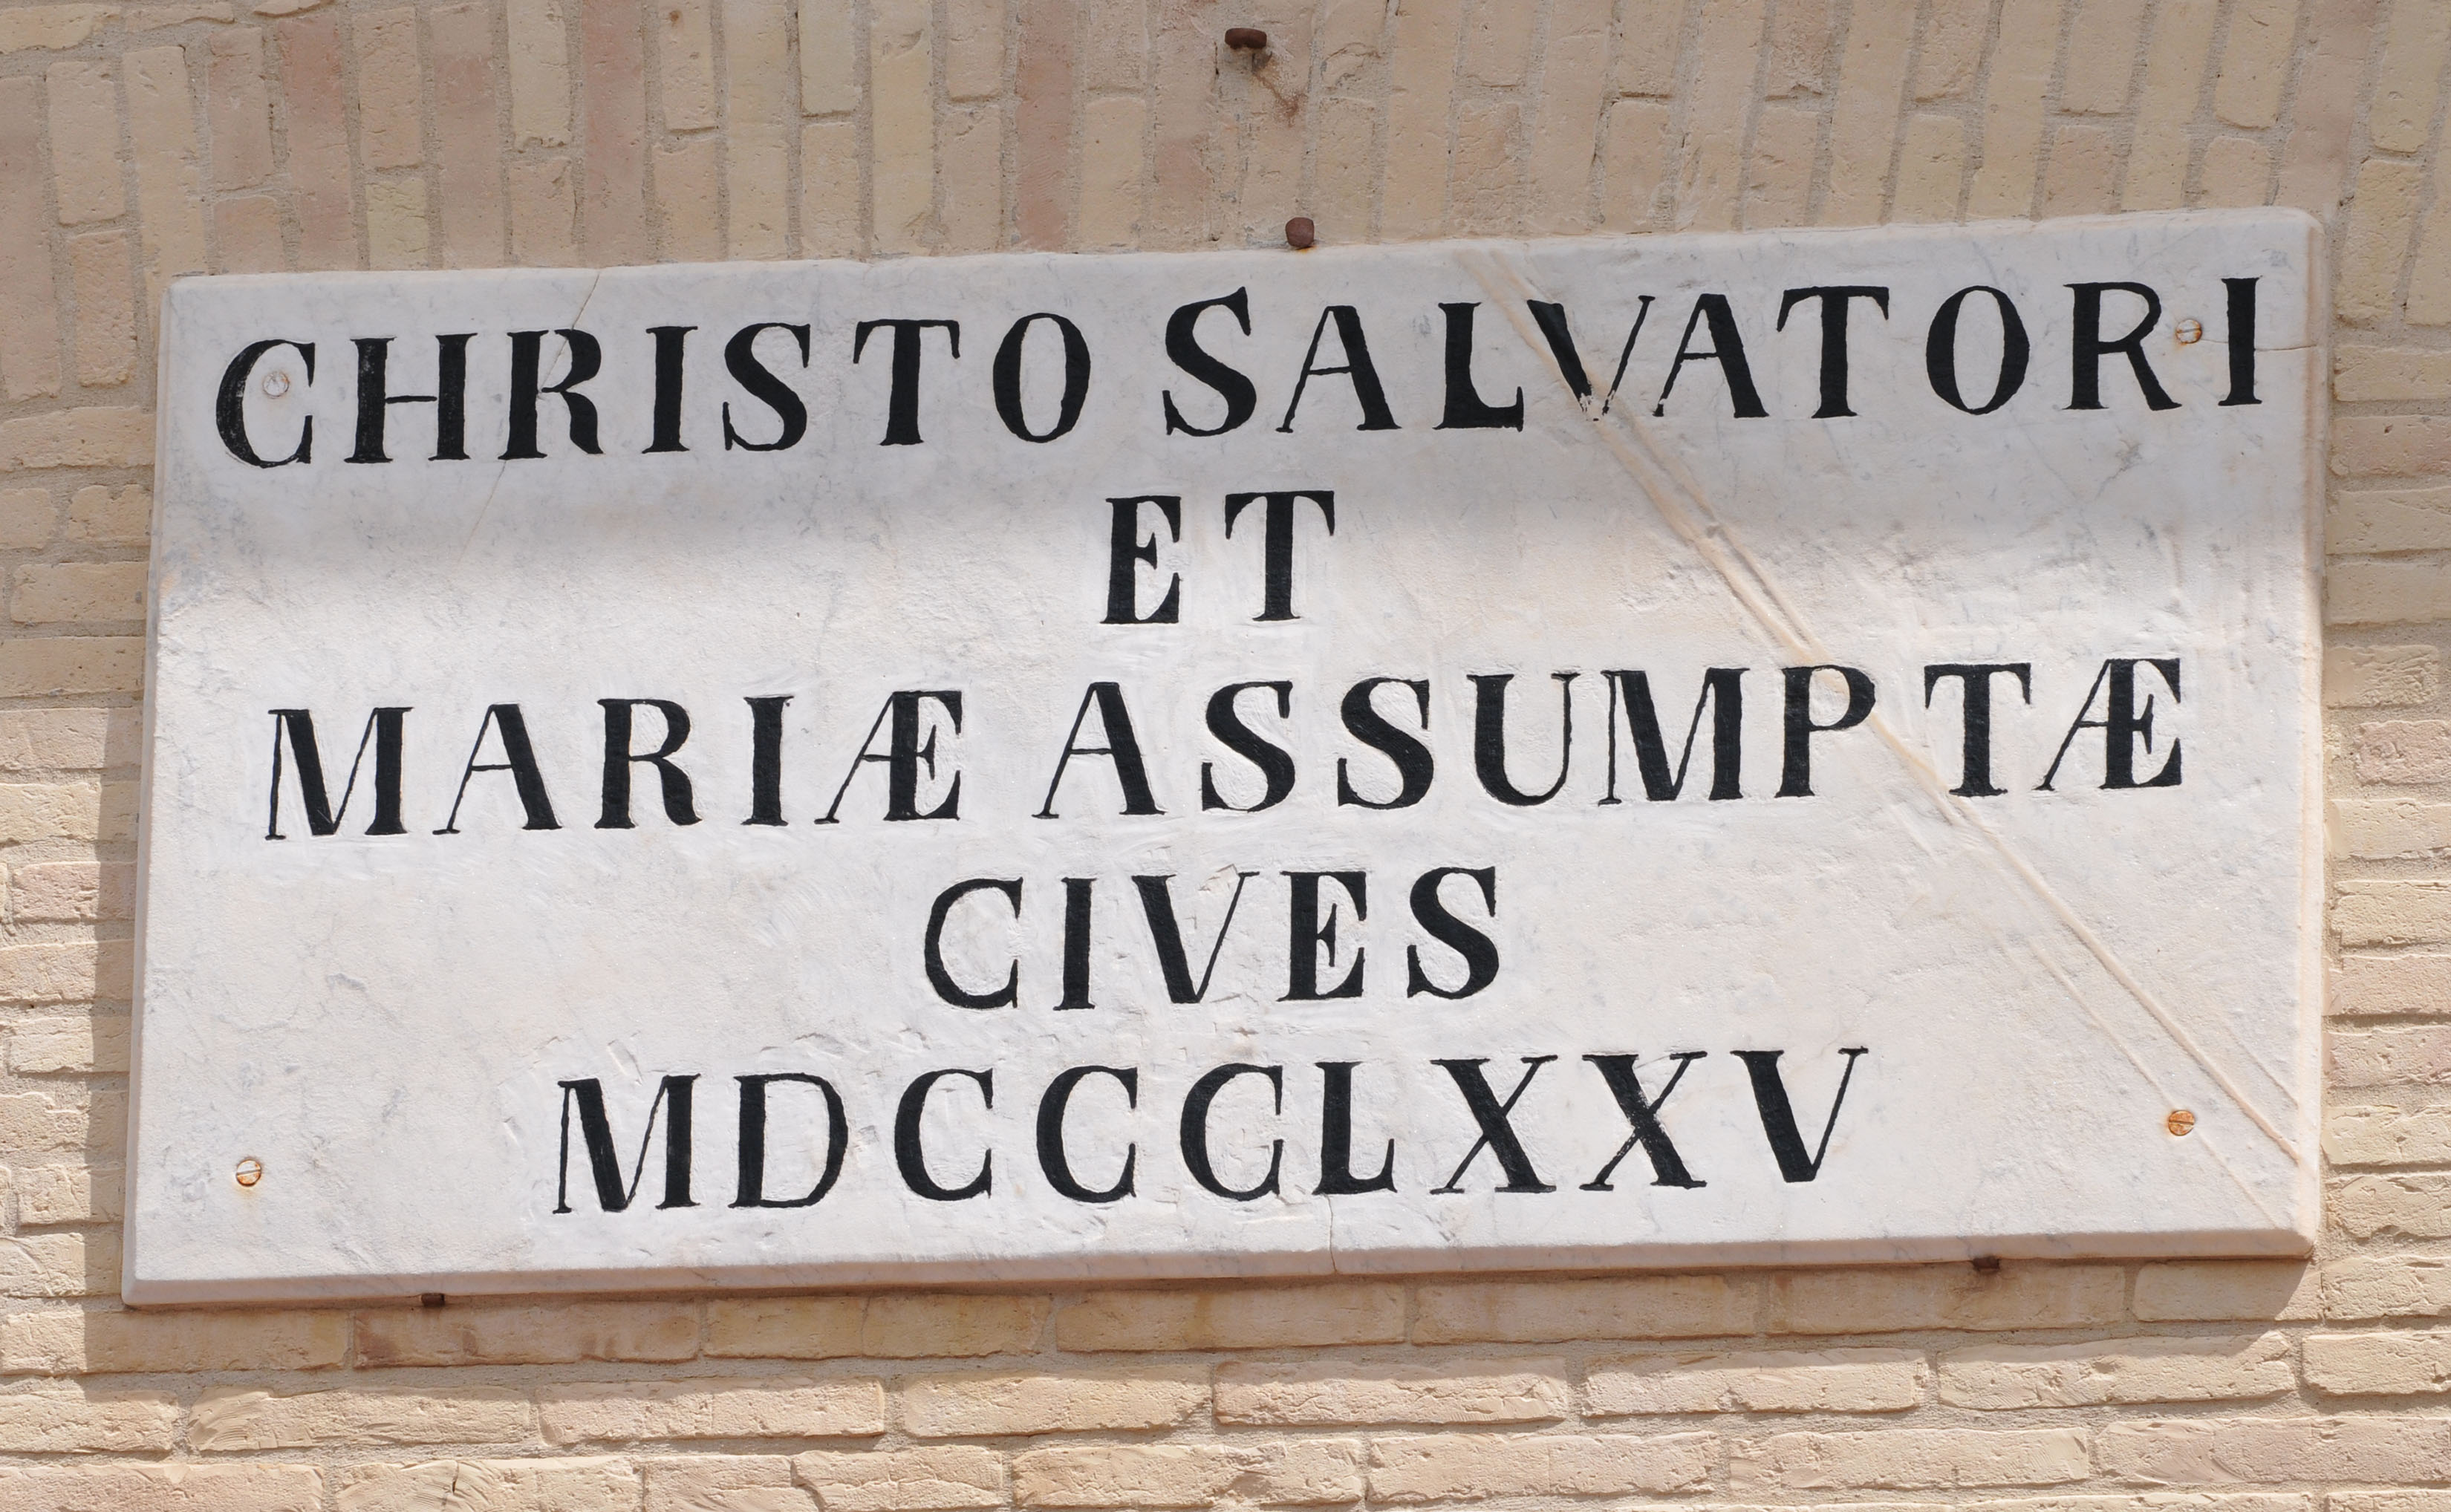 CHRISTO SALVATORI
ET
MARIÆ ASSUMPTÆ
CIVES
MDCCCLXXV